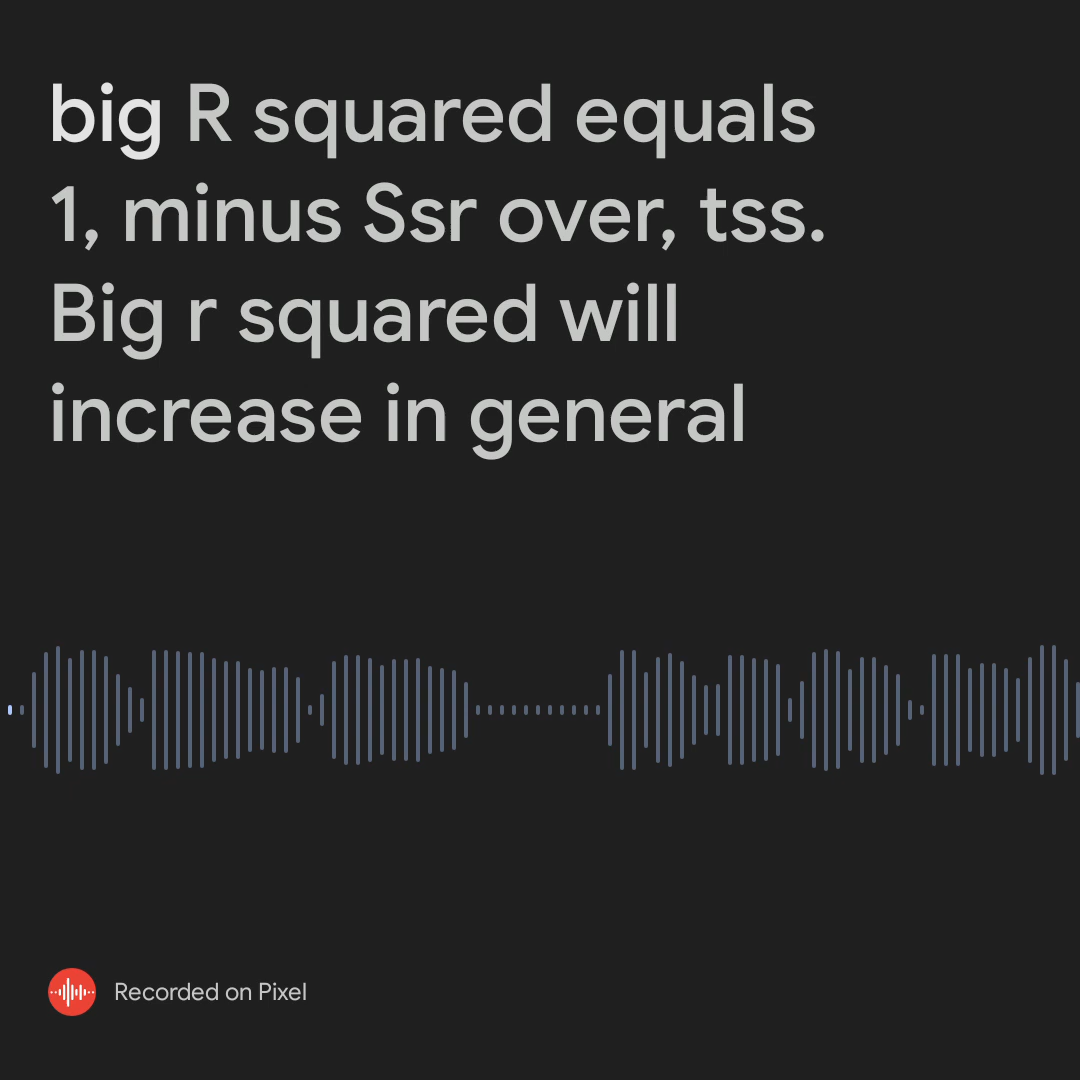 big R squared equals
1, minus Ssr over, tss.
Big r squared will
increase in general
Recorded on Pixel